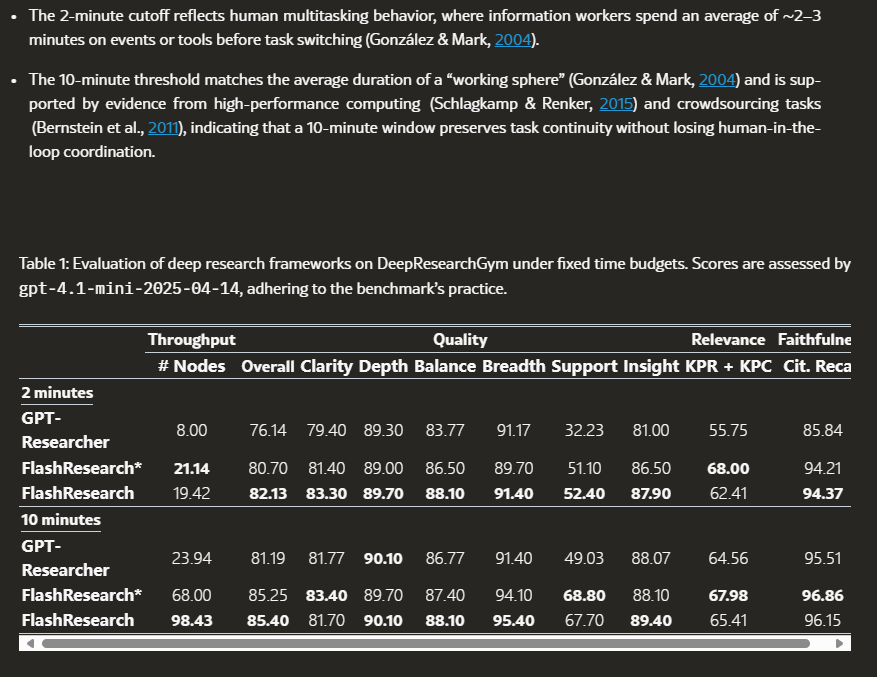 • The 2-minute cutoff reflects human multitasking behavior, where information workers spend an average of ~2–3
minutes on events or tools before task switching (González & Mark, 2004).
• The 10-minute threshold matches the average duration of a “working sphere” (González & Mark, 2004) and is sup-
ported by evidence from high-performance computing (Schlagkamp & Renker, 2015) and crowdsourcing tasks
(Bernstein et al., 2011), indicating that a 10-minute window preserves task continuity without losing human-in-the-
loop coordination.
Table 1: Evaluation of deep research frameworks on DeepResearchGym under fixed time budgets. Scores are assessed by
gpt-4.1-mini-2025-04-14, adhering to the benchmark’s practice.
Throughput Quality Relevance Faithfulne
# Nodes Overall Clarity Depth Balance Breadth Support Insight KPR + KPC Cit. Reca
2 minutes
GPT-
Researcher 8.00 76.14 79.40 89.30 83.77 91.17 32.23 81.00 55.75 85.84
FlashResearch* 21.14 80.70 81.40 89.00 86.50 89.70 51.10 86.50 68.00 94.21
FlashResearch 19.42 82.13 83.30 89.70 88.10 91.40 52.40 87.90 62.41 94.37
10 minutes
GPT-
Researcher 23.94 81.19 81.77 90.10 86.77 91.40 49.03 88.07 64.56 95.51
FlashResearch* 68.00 85.25 83.40 89.70 87.40 94.10 68.80 88.10 67.98 96.86
FlashResearch 98.43 85.40 81.70 90.10 88.10 95.40 67.70 89.40 65.41 96.15